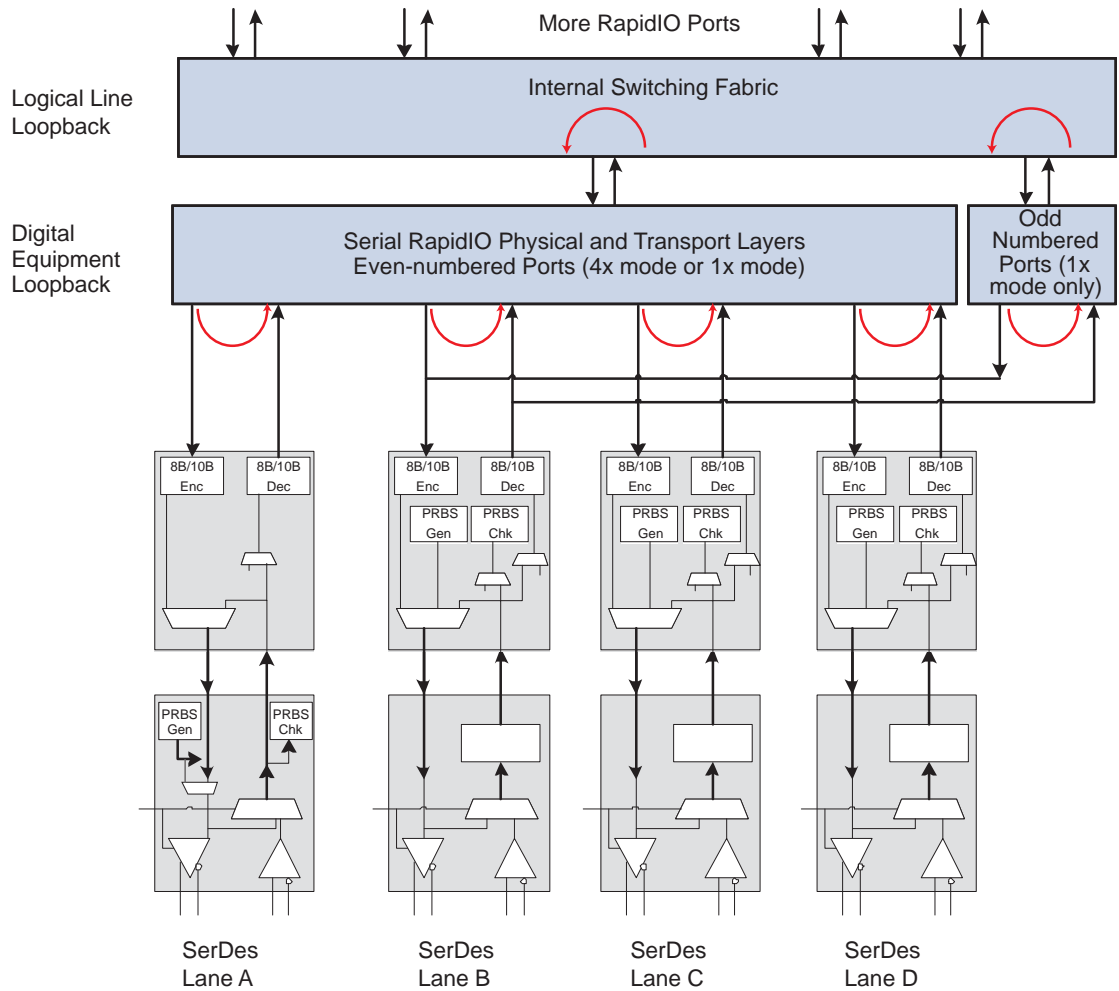 More RapidIO Ports
Internal Switching Fabric
Logical Line
Loopback
Digital
Equipment
Loopback
Serial RapidIO Physical and Transport Layers
Even-numbered Ports (4x mode or 1x mode)
Odd
Numbered
Ports (1x
mode only)
8B/10B
Enc
8B/10B
Dec
8B/10B
Enc
8B/10B
Dec
PRBS
Gen
PRBS
Chk
8B/10B
Enc
8B/10B
Dec
PRBS
Gen
PRBS
Chk
8B/10B
Enc
8B/10B
Dec
PRBS
Gen
PRBS
Chk
PRBS
Gen
PRBS
Chk
SerDes
Lane A
SerDes
Lane B
SerDes
Lane C
SerDes
Lane D